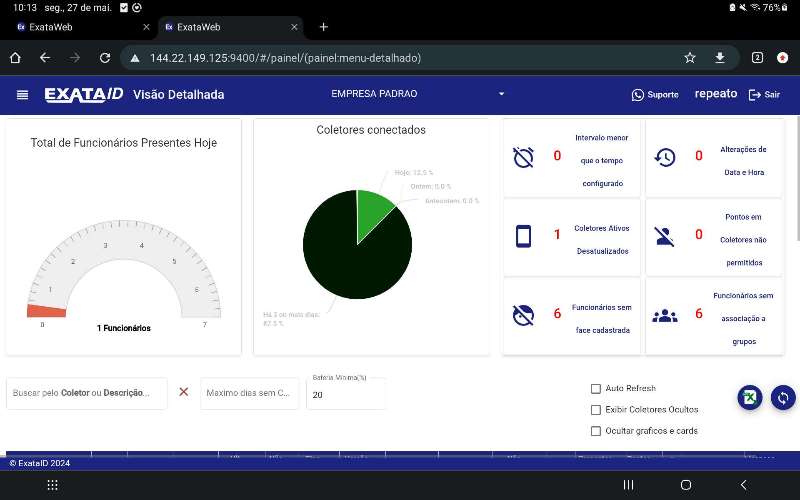 10:13 seg., 27 de mai.
76%
ExataWeb
ExataWeb
144.22.149.125:9400/#/painel/(painel:menu-detalhado)
2
EXATA ID Visão Detalhada
EMPRESA PADRAO
Suporte
repeato
Sair
Total de Funcionários Presentes Hoje
0
1
2
3
4
5
6
7
1 Funcionários
Coletores conectados
Hoje: 12.5 %
Ontem: 0.0 %
Anteontem: 0.0 %
Há 3 ou mais dias:
87.5 %
0
Intervalo menor
que o tempo
configurado
0
Alterações de
Data e Hora
1
Coletores Ativos
Desatualizados
0
Pontos em
Coletores não
permitidos
6
Funcionários sem
face cadastrada
6
Funcionários sem
associação a
grupos
Buscar pelo Coletor ou Descrição...
Maximo dias sem C...
Bateria Mínima(%)
20
Auto Refresh
Exibir Coletores Ocultos
Ocultar graficos e cards
© ExataID 2024